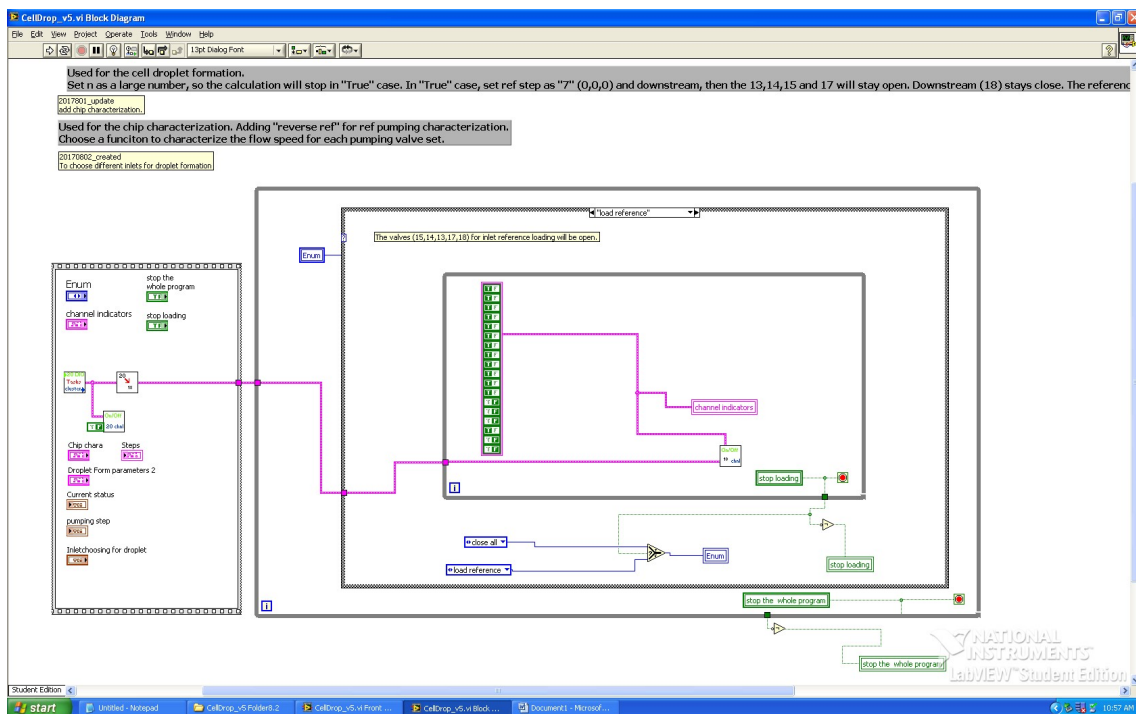 CellDrop_v5.vi Block Diagram
File Edit View Project Operate Tools Window Help
13pt Dialog Font
Used for the cell droplet formation.
Set n as a large number, so the calculation will stop in "True" case. In "True" case, set ref step as "7" (0,0,0) and downstream, then the 13,14,15 and 17 will stay open. Downstream (18) stays close. The referenc
2017801_update
add chip characterization.
Used for the chip characterization. Adding "reverse ref" for ref pumping characterization.
Choose a funciton to characterize the flow speed for each pumping valve set.
20170802_created
To choose different inlets for droplet formation
"load reference"
The valves (15,14,13,17,18) for inlet reference loading will be open.
Enum
Enum
stop the
whole program
channel indicators
stop loading
channel indicators
20
On/Off
20 chnl
On/Off
chnl
Chip chara
Steps
Droplet Form parameters 2
Current status
pumping step
Inletchoosing for droplet
stop loading
i
close all
Enum
load reference
stop loading
i
stop the whole program
stop the whole program
NATIONAL
INSTRUMENTS
LabVIEW Student Edition
Student Edition
start
Untitled - Notepad
CellDrop_v5 Folder8.2
CellDrop_v5.vi Front ...
CellDrop_v5.vi Block ...
Document1 - Microsof...
10:57 AM